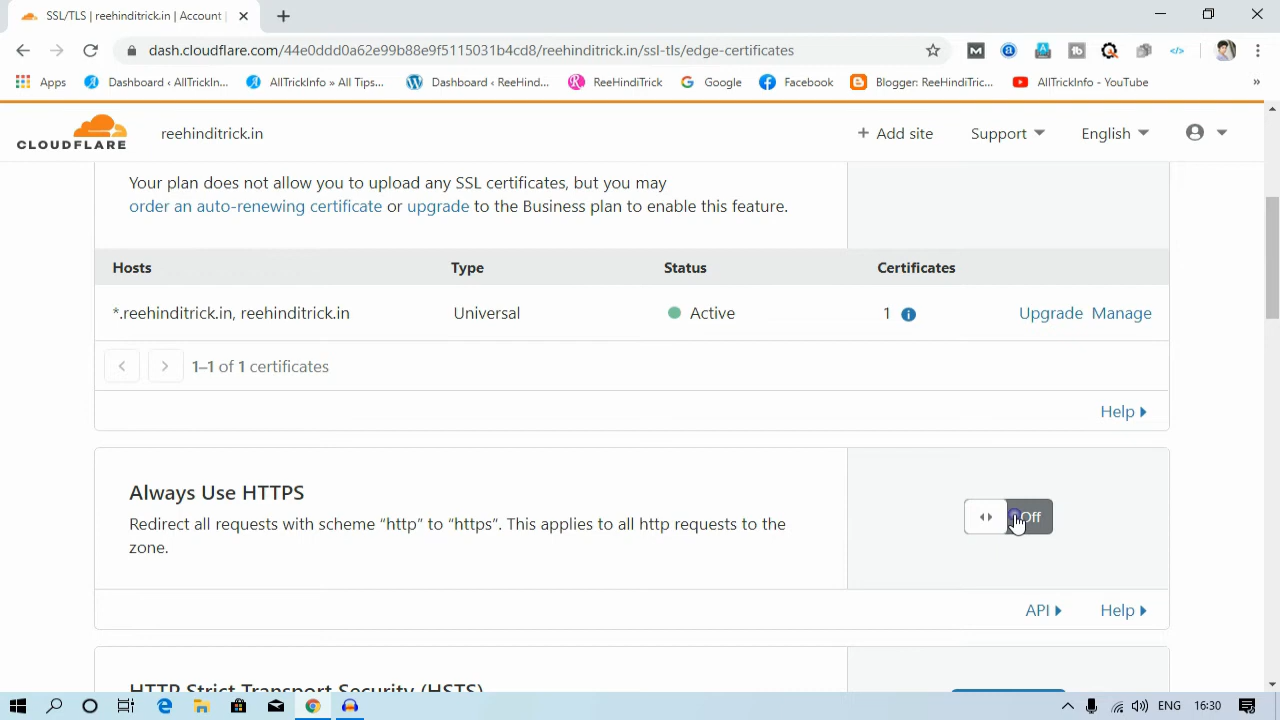 SSL/TLS | reehinditrick.in | Account
dash.cloudflare.com/44e0ddd0a62e99b88e9f5115031b4cd8/reehinditrick.in/ssl-tls/edge-certificates
Apps Dashboard ‹ AllTrickIn... AllTrickInfo » All Tips... Dashboard ‹ ReeHind... ReeHindiTrick Google Facebook Blogger: ReeHindiTric... AllTrickInfo - YouTube »
CLOUDFLARE reehinditrick.in + Add site Support English
Your plan does not allow you to upload any SSL certificates, but you may
order an auto-renewing certificate or upgrade to the Business plan to enable this feature.
Hosts Type Status Certificates
*.reehinditrick.in, reehinditrick.in Universal Active 1 Upgrade Manage
1–1 of 1 certificates
Help
Always Use HTTPS
Redirect all requests with scheme “http” to “https”. This applies to all http requests to the
zone.
Off
API Help
HTTP Strict Transport Security (HSTS)
ENG 16:30